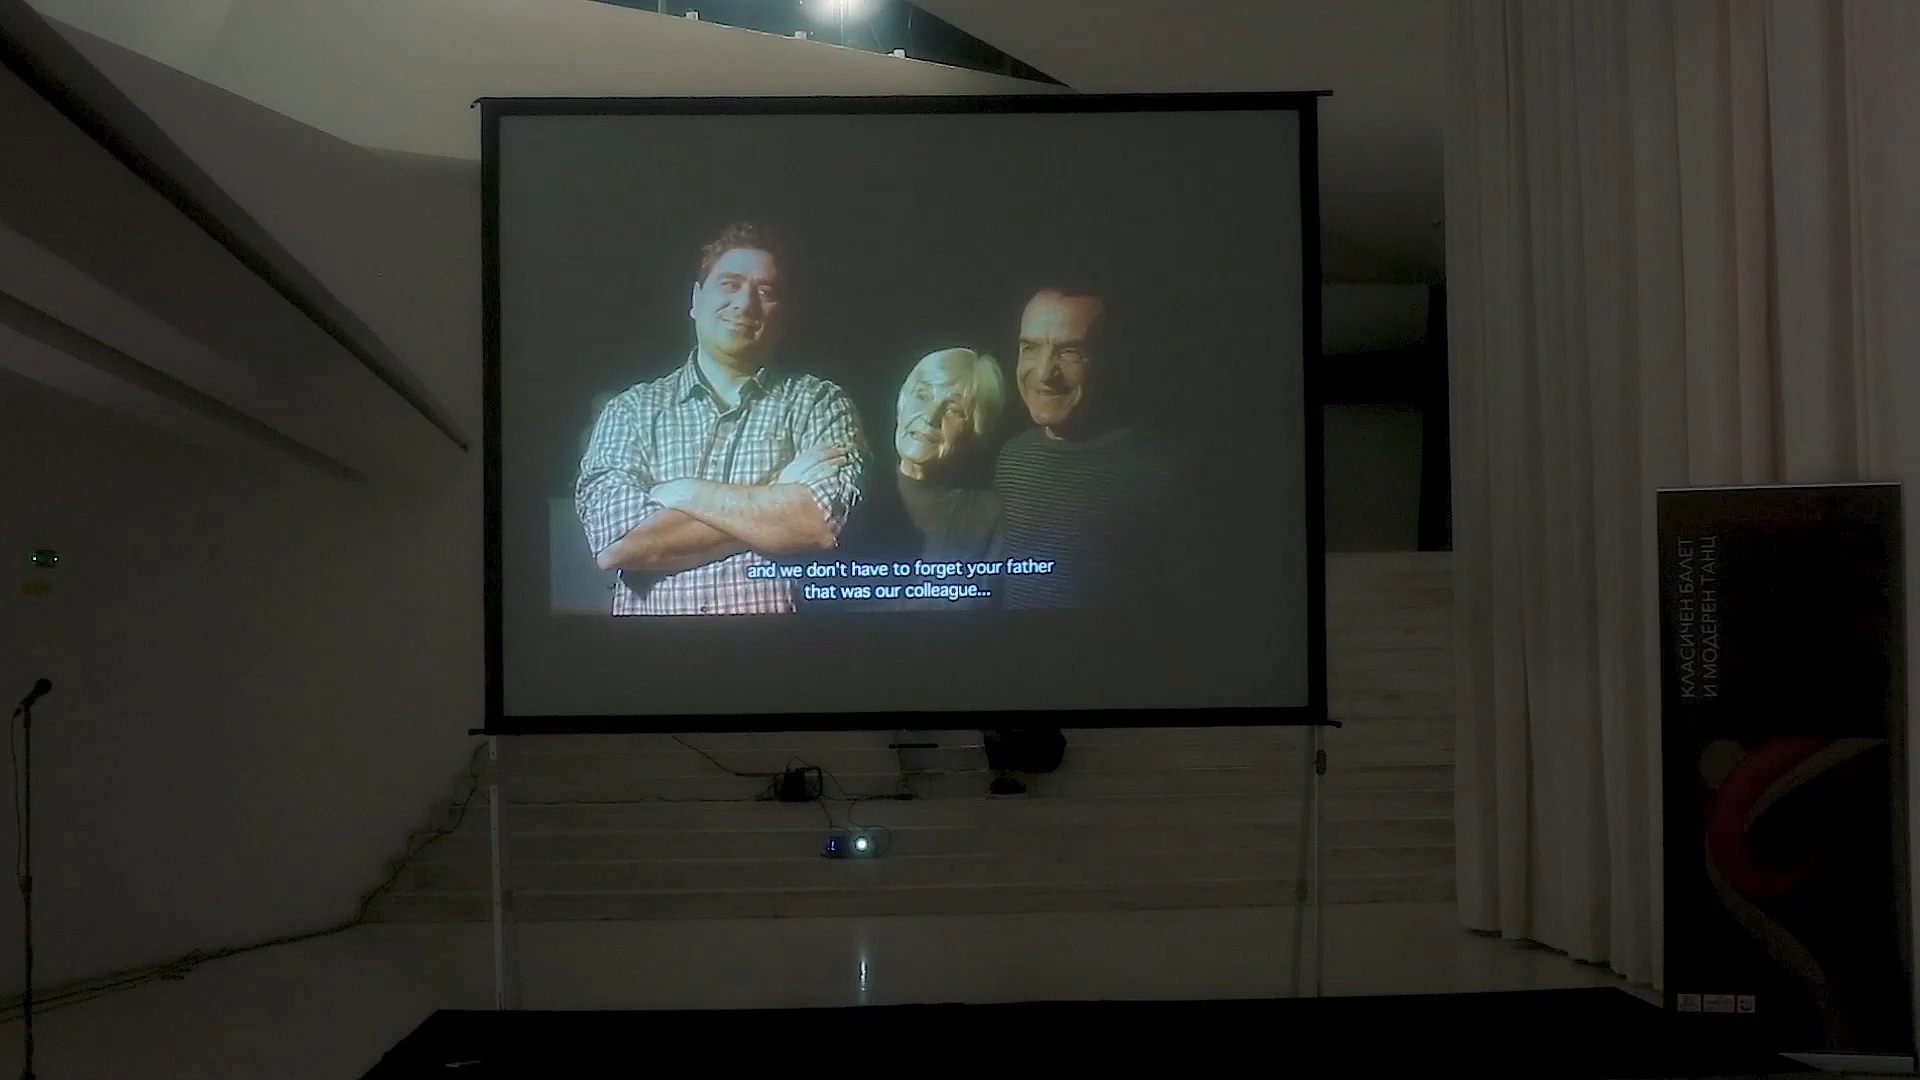 and we don't have to forget your father
that was our colleague...
КЛАСИЧЕН БАЛЕТ
И МОДЕРЕН ТАНЦ